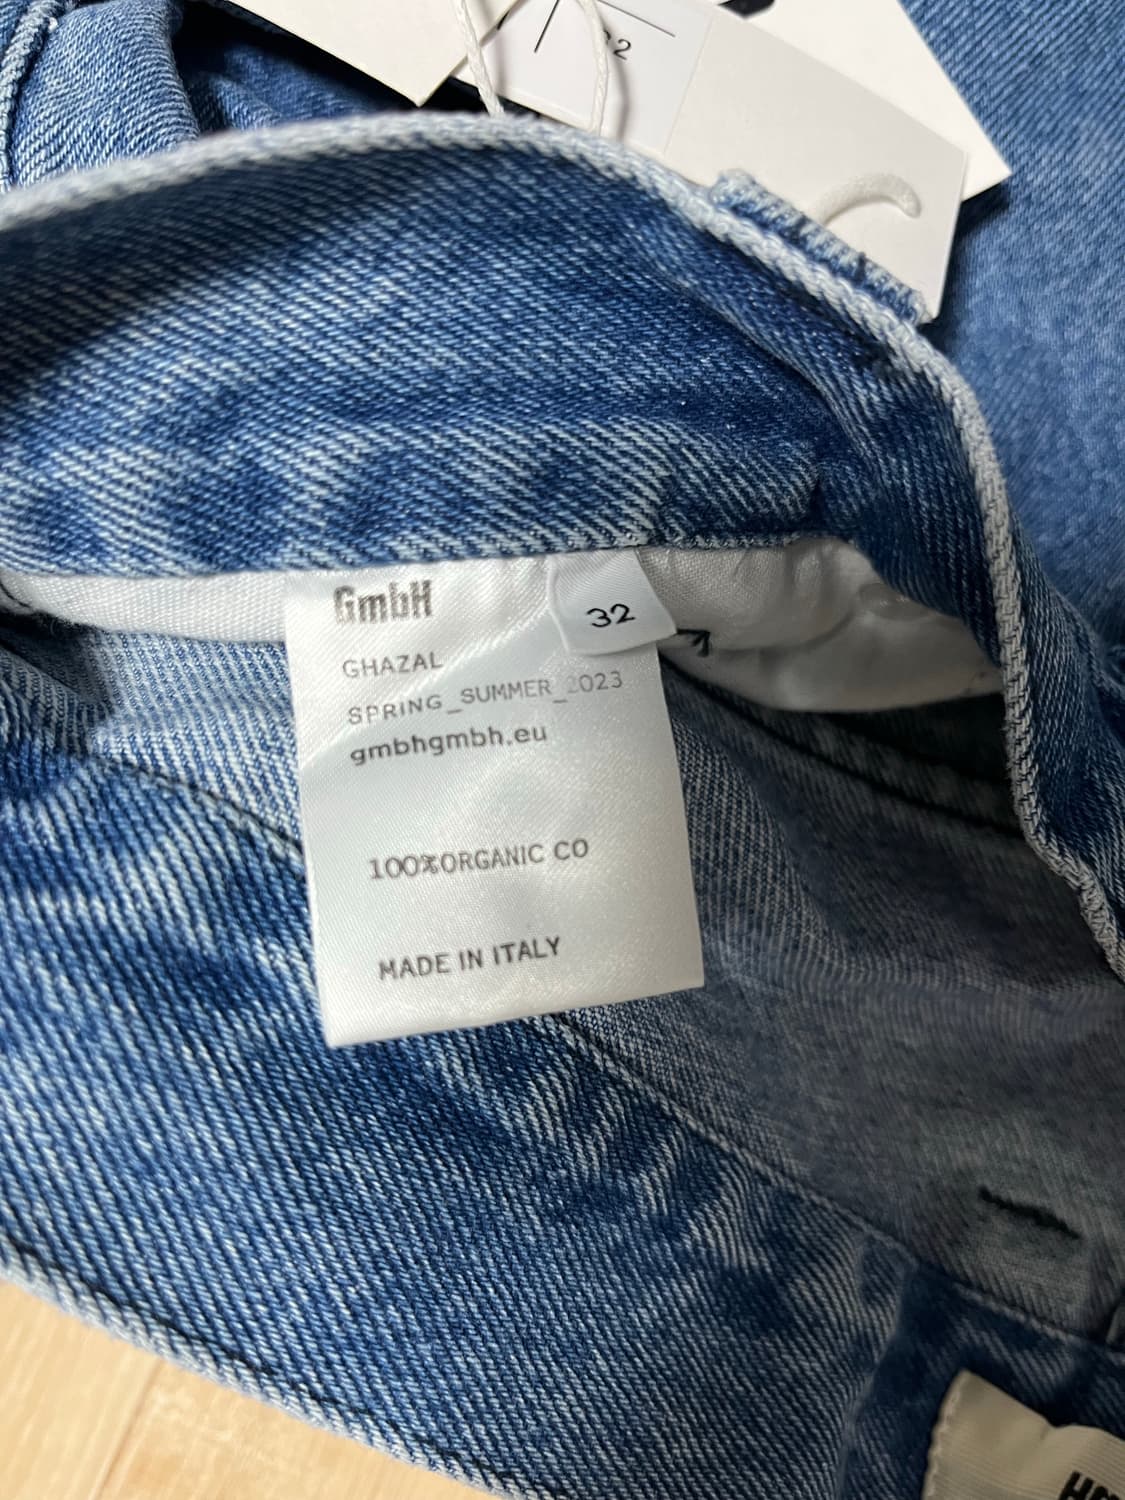 GmbH
32
GHAZAL
SPRING_SUMMER_2023
gmbhgmbh.eu
100%ORGANIC CO
MADE IN ITALY